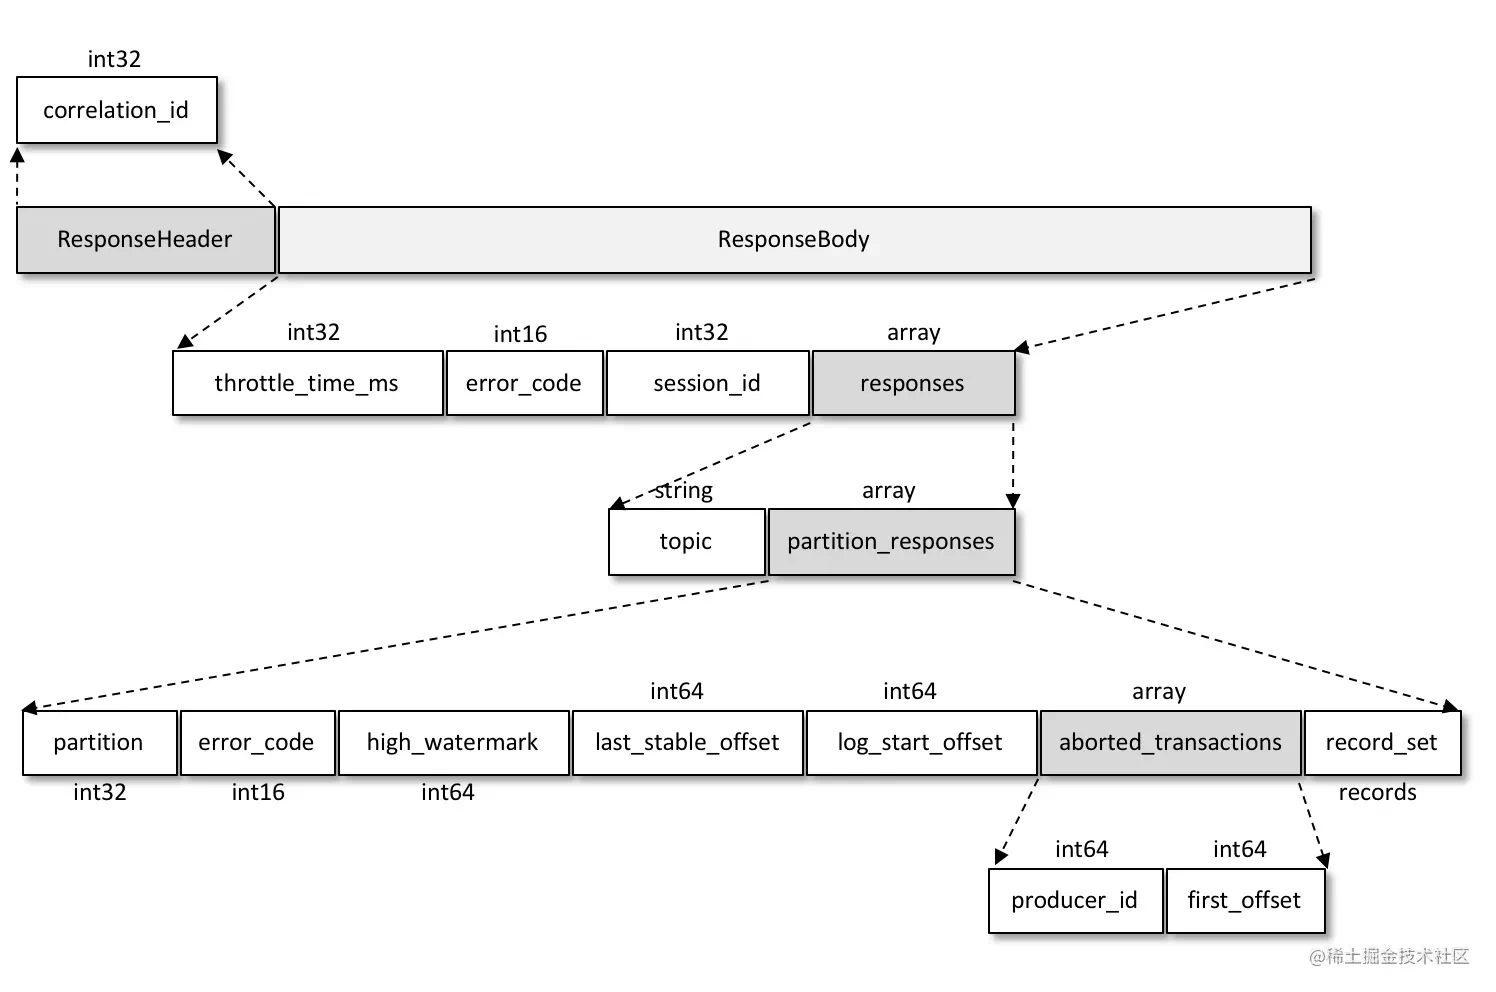 int32
correlation_id
ResponseHeader ResponseBody
int32 int16 int32 array
throttle_time_ms error_code session_id responses
string array
topic partition_responses
int64 int64 array
partition error_code high_watermark last_stable_offset log_start_offset aborted_transactions record_set
int32 int16 int64 records
int64 int64
producer_id first_offset
@稀土掘金技术社区